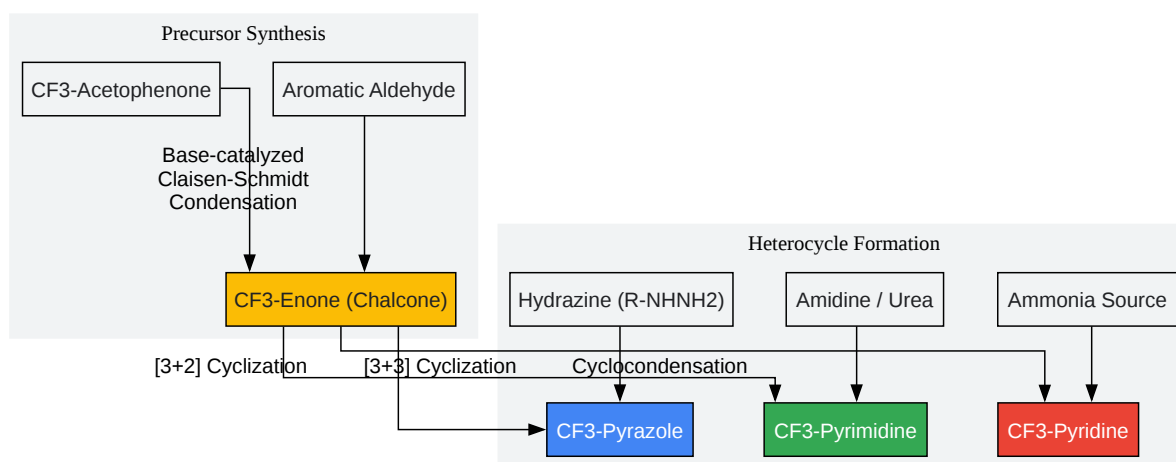 Precursor Synthesis
CF3-Acetophenone
Aromatic Aldehyde
Base-catalyzed
Claisen-Schmidt
Condensation
Heterocycle Formation
CF3-Enone (Chalcone)
Hydrazine (R-NHNH2)
Amidine / Urea
Ammonia Source
[3+2] Cyclization
[3+3] Cyclization
Cyclocondensation
CF3-Pyrazole
CF3-Pyrimidine
CF3-Pyridine